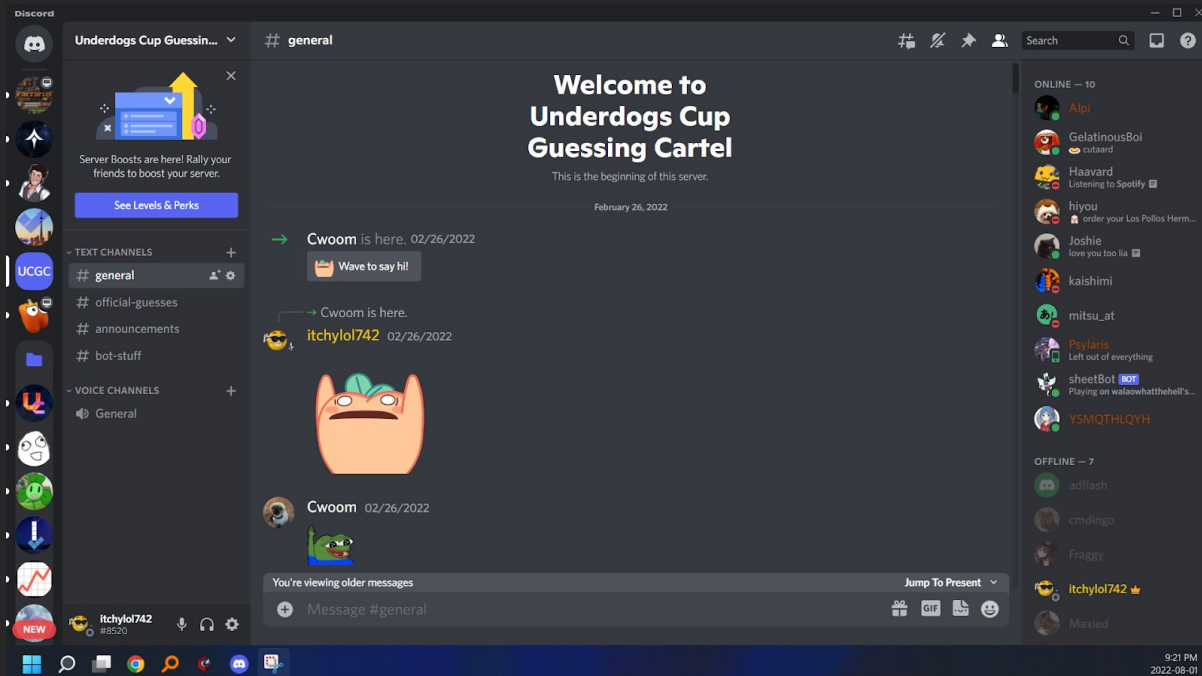 Discord
Underdogs Cup Guessin...
general
Search
Server Boosts are here! Rally your
friends to boost your server.
See Levels & Perks
TEXT CHANNELS
general
official-guesses
announcements
bot-stuff
VOICE CHANNELS
General
UCGC
NEW
itchylol742
#8520
Welcome to
Underdogs Cup
Guessing Cartel
This is the beginning of this server.
February 26, 2022
Cwoom is here. 02/26/2022
Wave to say hi!
Cwoom is here.
itchylol742 02/26/2022
Cwoom 02/26/2022
You're viewing older messages
Jump To Present
Message #general
GIF
ONLINE — 10
Alpi
GelatinousBoi
cutaard
Haavard
Listening to Spotify
hiyou
order your Los Pollos Herm...
Joshie
love you too lia
kaishimi
あ
mitsu_at
Psylaris
Left out of everything
sheetBot BOT
Playing on walaowhatthehell's...
YSMQTHLQYH
OFFLINE — 7
adflash
cmdingo
Fraggy
itchylol742
Maxied
9:21 PM
2022-08-01